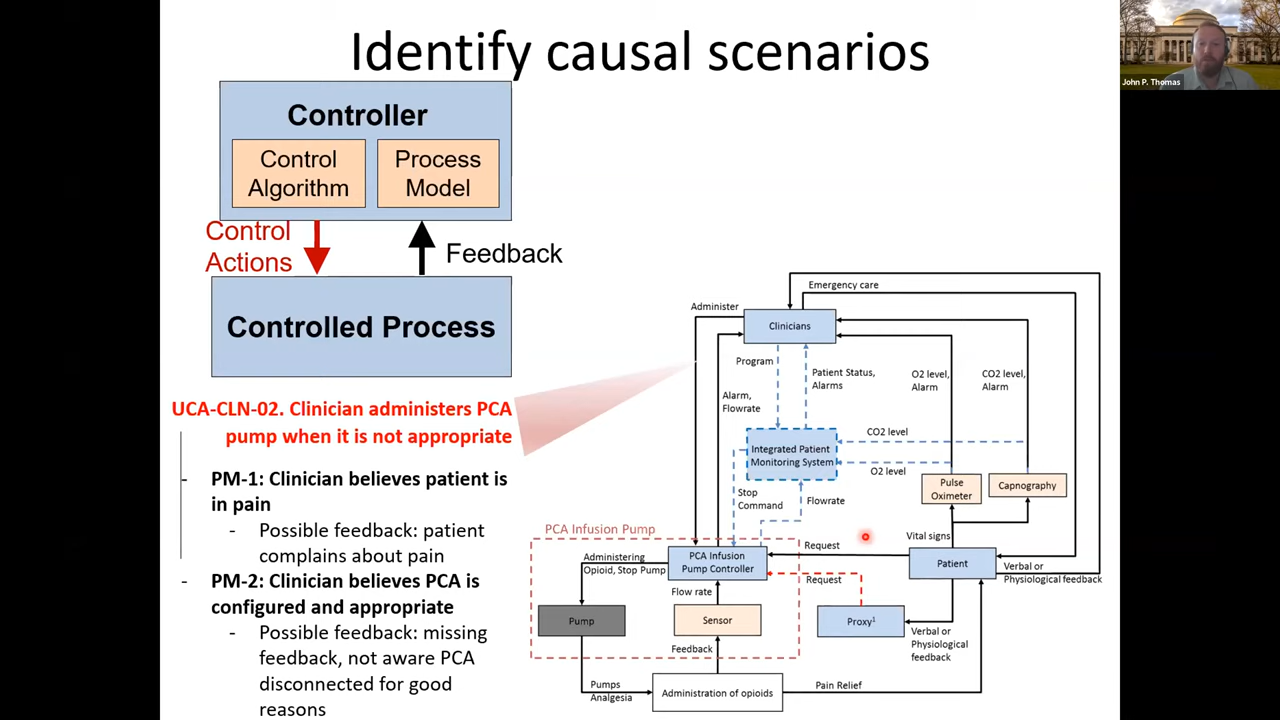 Identify causal scenarios
John P. Thomas
Controller
Control
Algorithm
Process
Model
Control
Actions
Feedback
Controlled Process
UCA-CLN-02. Clinician administers PCA
pump when it is not appropriate
- PM-1: Clinician believes patient is
in pain
- Possible feedback: patient
complains about pain
- PM-2: Clinician believes PCA is
configured and appropriate
- Possible feedback: missing
feedback, not aware PCA
disconnected for good
reasons
Emergency care
Administer
Clinicians
Program
Patient Status,
Alarms
O2 level,
Alarm
CO2 level,
Alarm
Alarm,
Flowrate
CO2 level
Integrated Patient
Monitoring System
O2 level
Stop
Command
Flowrate
Pulse
Oximeter
Capnography
PCA Infusion Pump
Vital signs
Administering
Opioid, Stop Pump
PCA Infusion
Pump Controller
Request
Patient
Verbal or
Physiological feedback
Request
Flow rate
Pump
Sensor
Proxy¹
Verbal or
Physiological
feedback
Feedback
Pumps
Analgesia
Administration of opioids
Pain Relief